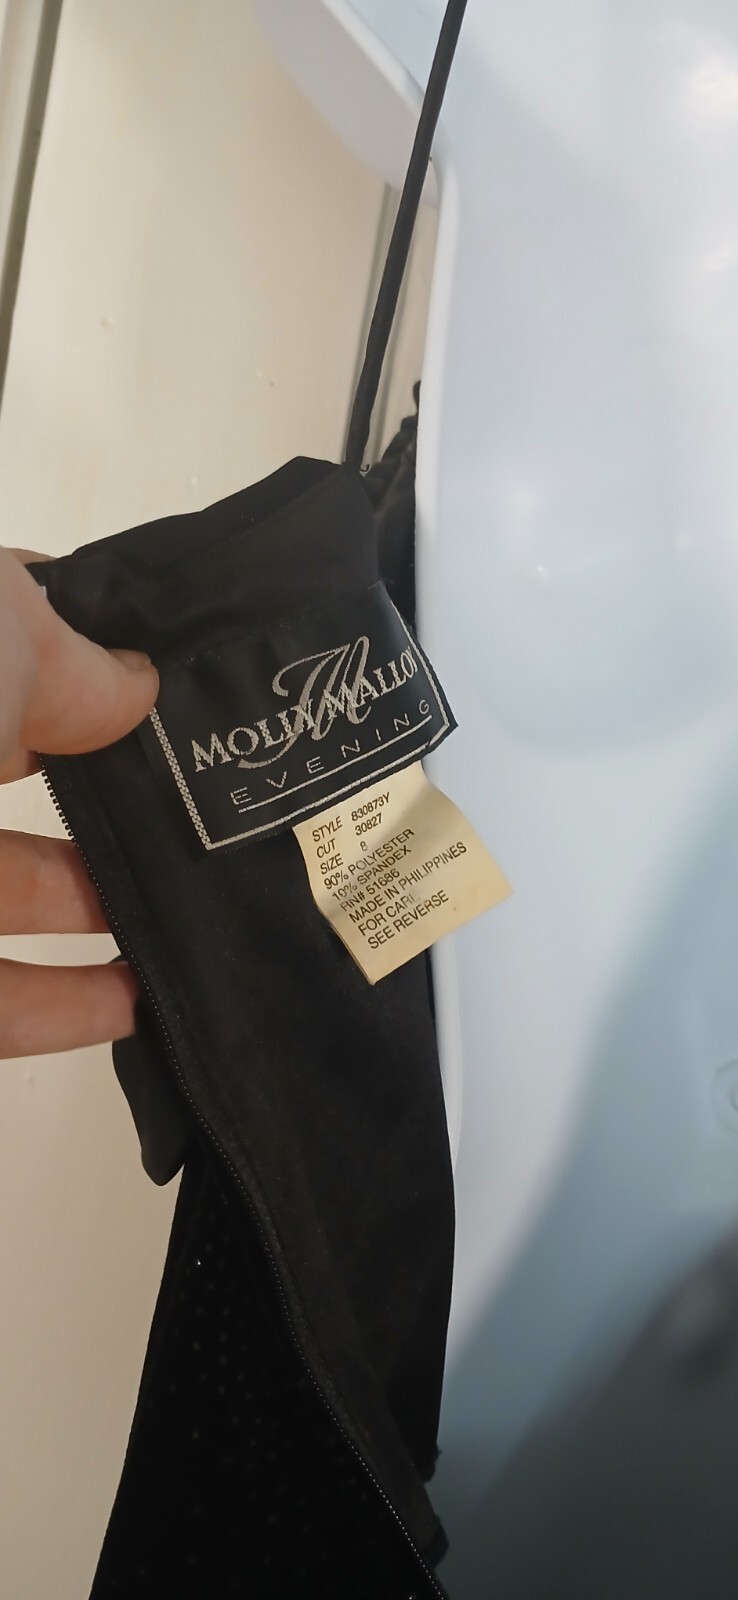 M
MOLLY MALLOY
EVENING
STYLE 830873Y
CUT 30827
SIZE 8
90% POLYESTER
10% SPANDEX
RN# 51686
MADE IN PHILIPPINES
FOR CARE
SEE REVERSE